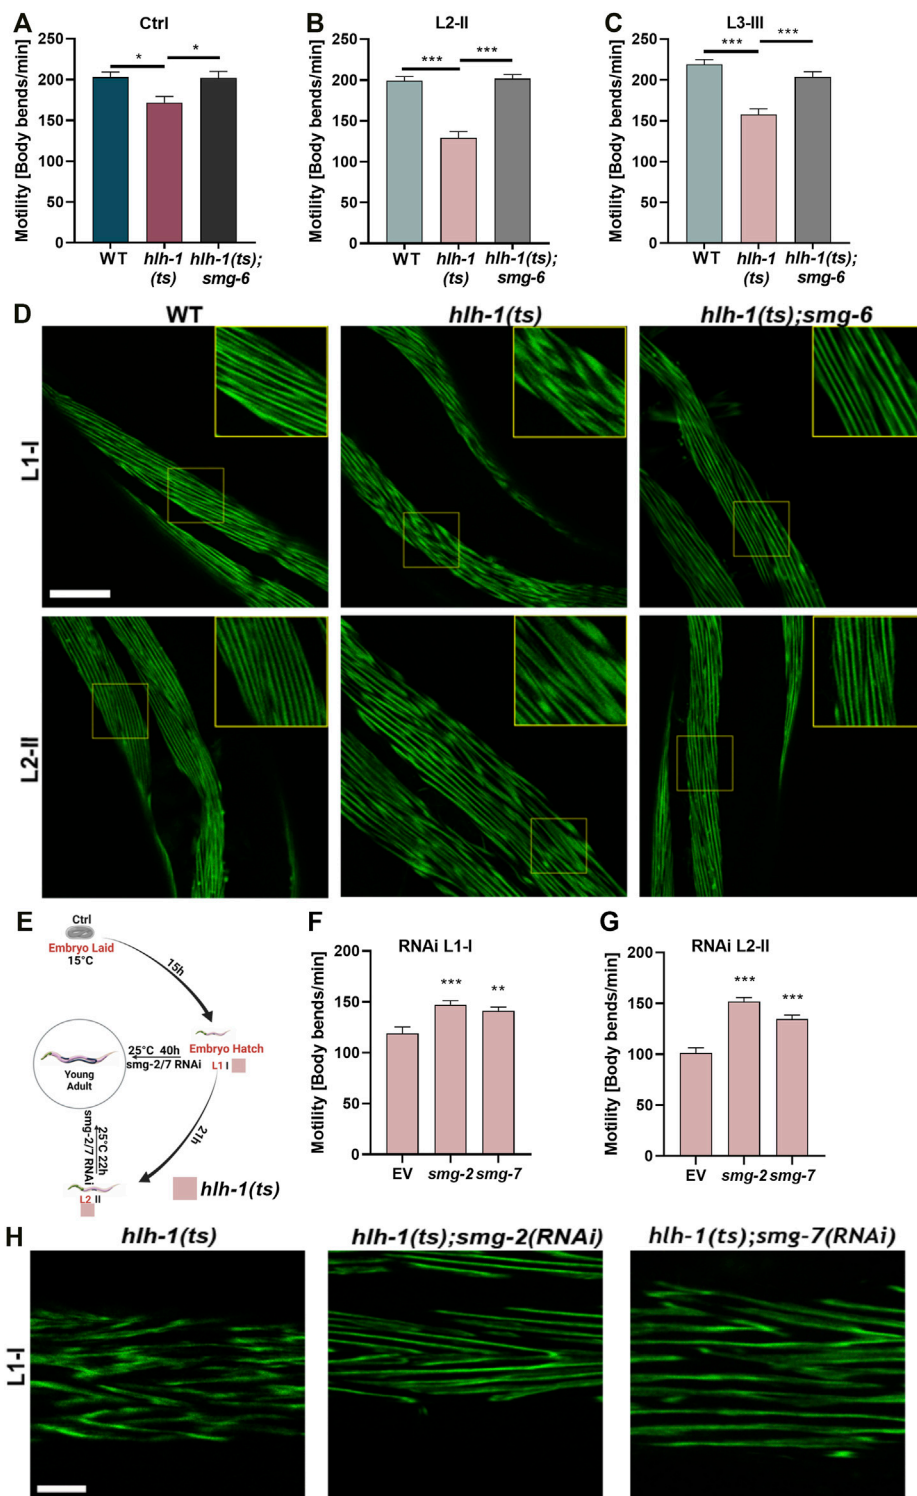 A
Ctrl
Motility [Body bends/min]
250
200
150
100
50
0
*
*
WT
hlh-1
(ts)
hlh-1(ts);
smg-6
B
L2-II
Motility [Body bends/min]
250
200
150
100
50
0
***
***
WT
hlh-1
(ts)
hlh-1(ts);
smg-6
C
L3-III
Motility [Body bends/min]
250
200
150
100
50
0
***
***
WT
hlh-1
(ts)
hlh-1(ts);
smg-6
D
WT
hlh-1(ts)
hlh-1(ts);smg-6
L1-I
L2-II
E
Ctrl
Embryo Laid
15°C
15h
Embryo Hatch
L1 I
25°C 40h
smg-2/7 RNAi
Young
Adult
21h
25°C 22h
smg-2/7 RNAi
L2 II
hlh-1(ts)
F
RNAi L1-I
Motility [Body bends/min]
200
150
100
50
0
***
**
EV
smg-2
smg-7
G
RNAi L2-II
Motility [Body bends/min]
200
150
100
50
0
***
***
EV
smg-2
smg-7
H
hlh-1(ts)
hlh-1(ts);smg-2(RNAi)
hlh-1(ts);smg-7(RNAi)
L1-I